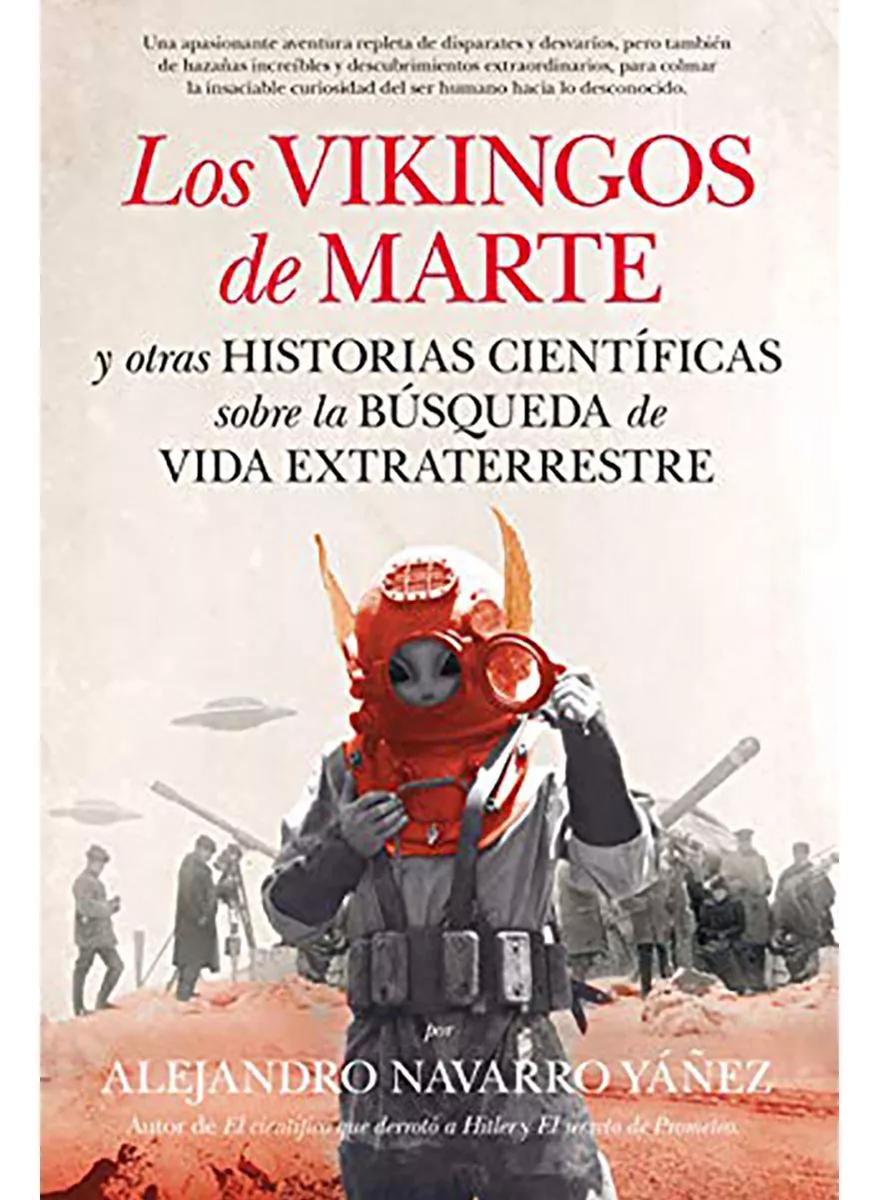 Una apasionante aventura repleta de disparates y desvaríos, pero también
de hazañas increíbles y descubrimientos extraordinarios, para colmar
la insaciable curiosidad del ser humano hacia lo desconocido.
Los VIKINGOS
de MARTE
y otras HISTORIAS CIENTÍFICAS
sobre la BÚSQUEDA de
VIDA EXTRATERRESTRE
por
ALEJANDRO NAVARRO YÁÑEZ
Autor de El científico que derrotó a Hitler y El secreto de Prometeo.